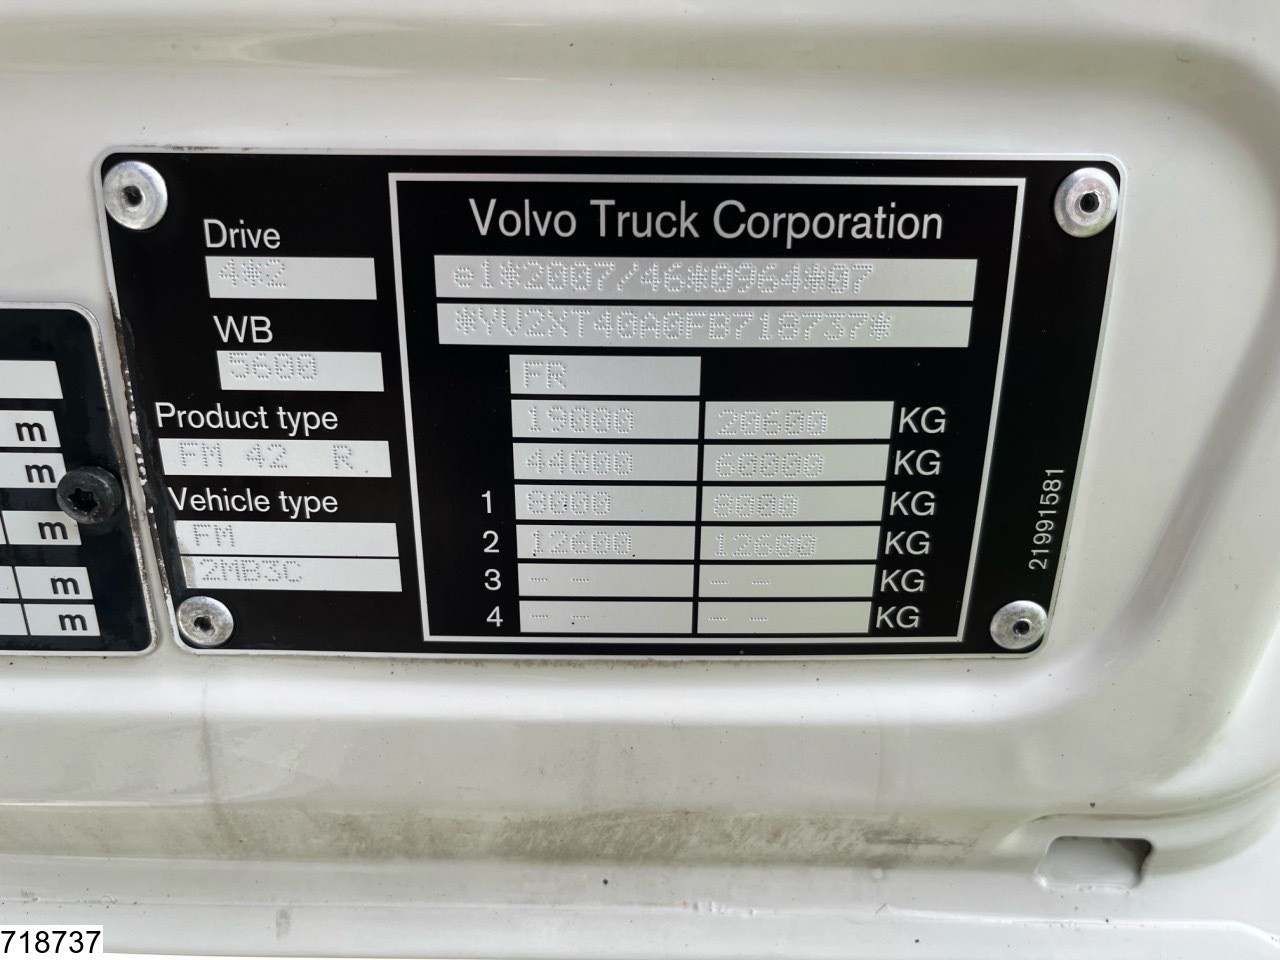 Volvo Truck Corporation
Drive
4*2
e1*2007/46*0964*07
*YV2XT40A0FB718737*
WB
5600
FR
Product type
FM 42 R.
19000 20600 KG
44000 60000 KG
Vehicle type
FM
2MB3C
1 8000 8000 KG
2 12600 12600 KG
3 -- -- -- -- KG
4 -- -- -- -- KG
21991581
m
m
m
m
m
718737